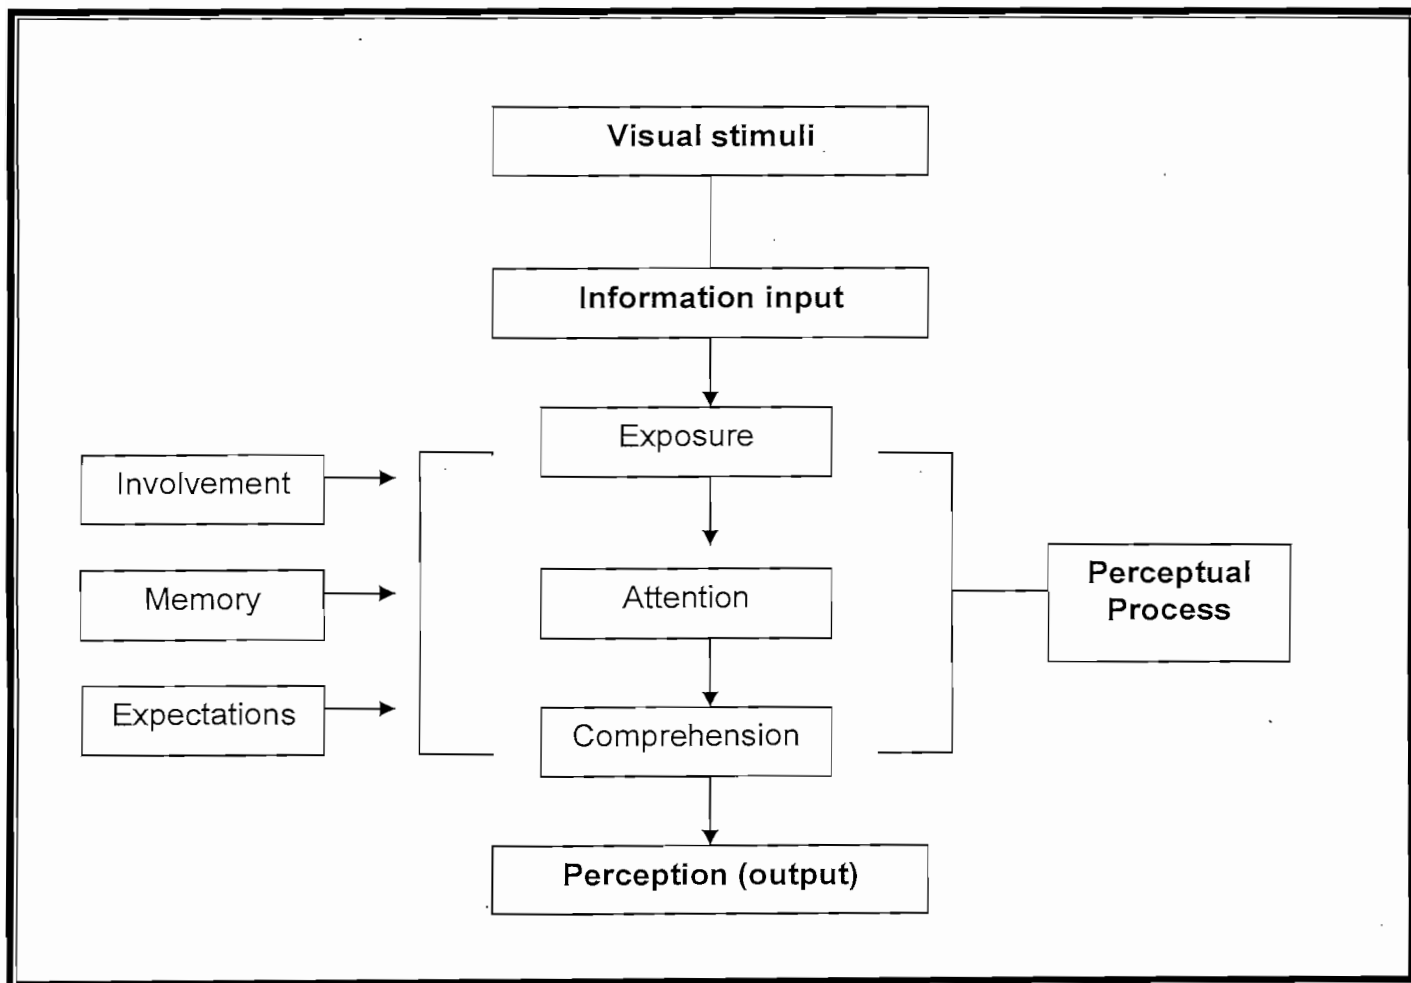 Visual stimuli
Information input
Exposure
Involvement
Memory
Attention
Perceptual
Process
Expectations
Comprehension
Perception (output)